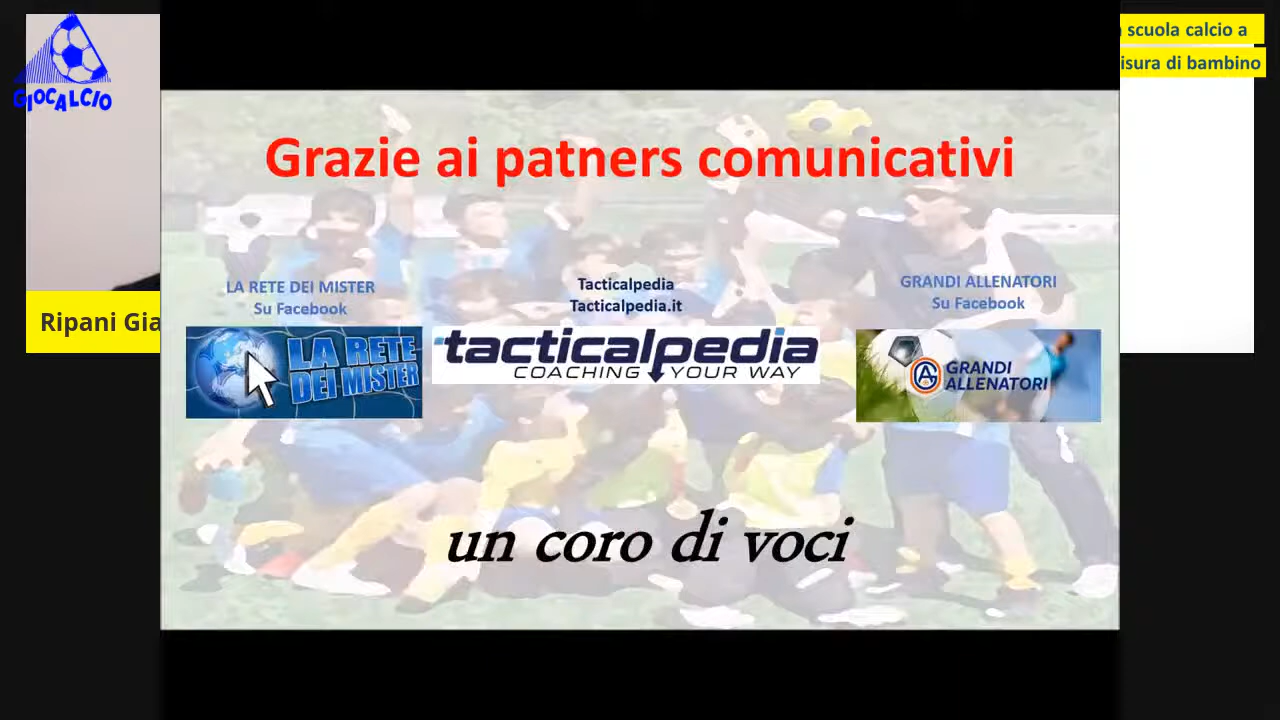 GIOCALCIO
scuola calcio a
isura di bambino
Grazie ai patners comunicativi
LA RETE DEI MISTER
Su Facebook
Tacticalpedia
Tacticalpedia.it
GRANDI ALLENATORI
Su Facebook
Ripani Gia
LA RETE
DEI MISTER
tacticalpedia
COACHING YOUR WAY
GRANDI
ALLENATORI
un coro di voci